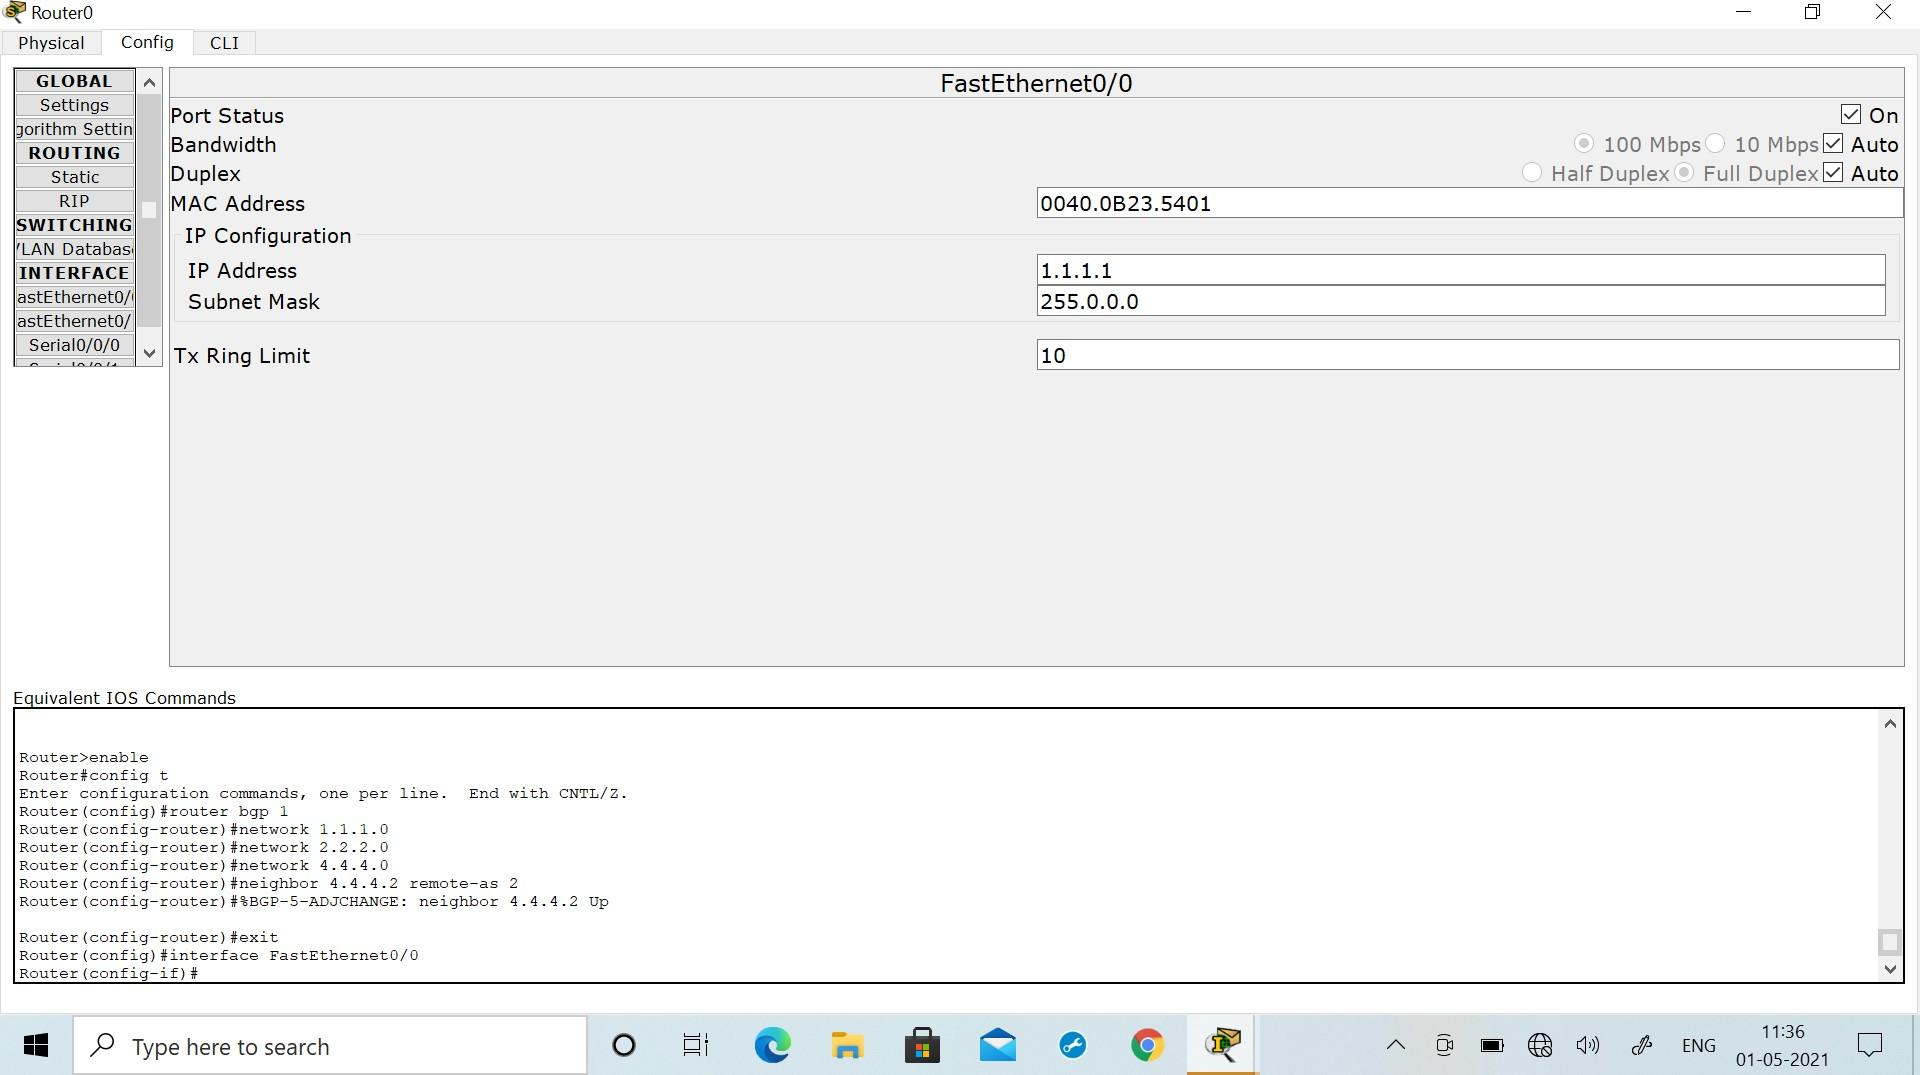 Router0
Physical Config CLI
GLOBAL
Settings
gorithm Settin
ROUTING
Static
RIP
SWITCHING
LAN Databas
INTERFACE
astEthernet0/
astEthernet0/
Serial0/0/0
FastEthernet0/0
Port Status On
Bandwidth 100 Mbps 10 Mbps Auto
Duplex Half Duplex Full Duplex Auto
MAC Address 0040.0B23.5401
IP Configuration
IP Address 1.1.1.1
Subnet Mask 255.0.0.0
Tx Ring Limit 10
Equivalent IOS Commands
Router>enable
Router#config t
Enter configuration commands, one per line.  End with CNTL/Z.
Router(config)#router bgp 1
Router(config-router)#network 1.1.1.0
Router(config-router)#network 2.2.2.0
Router(config-router)#network 4.4.4.0
Router(config-router)#neighbor 4.4.4.2 remote-as 2
Router(config-router)#%BGP-5-ADJCHANGE: neighbor 4.4.4.2 Up
Router(config-router)#exit
Router(config)#interface FastEthernet0/0
Router(config-if)#
Type here to search
ENG
11:36
01-05-2021